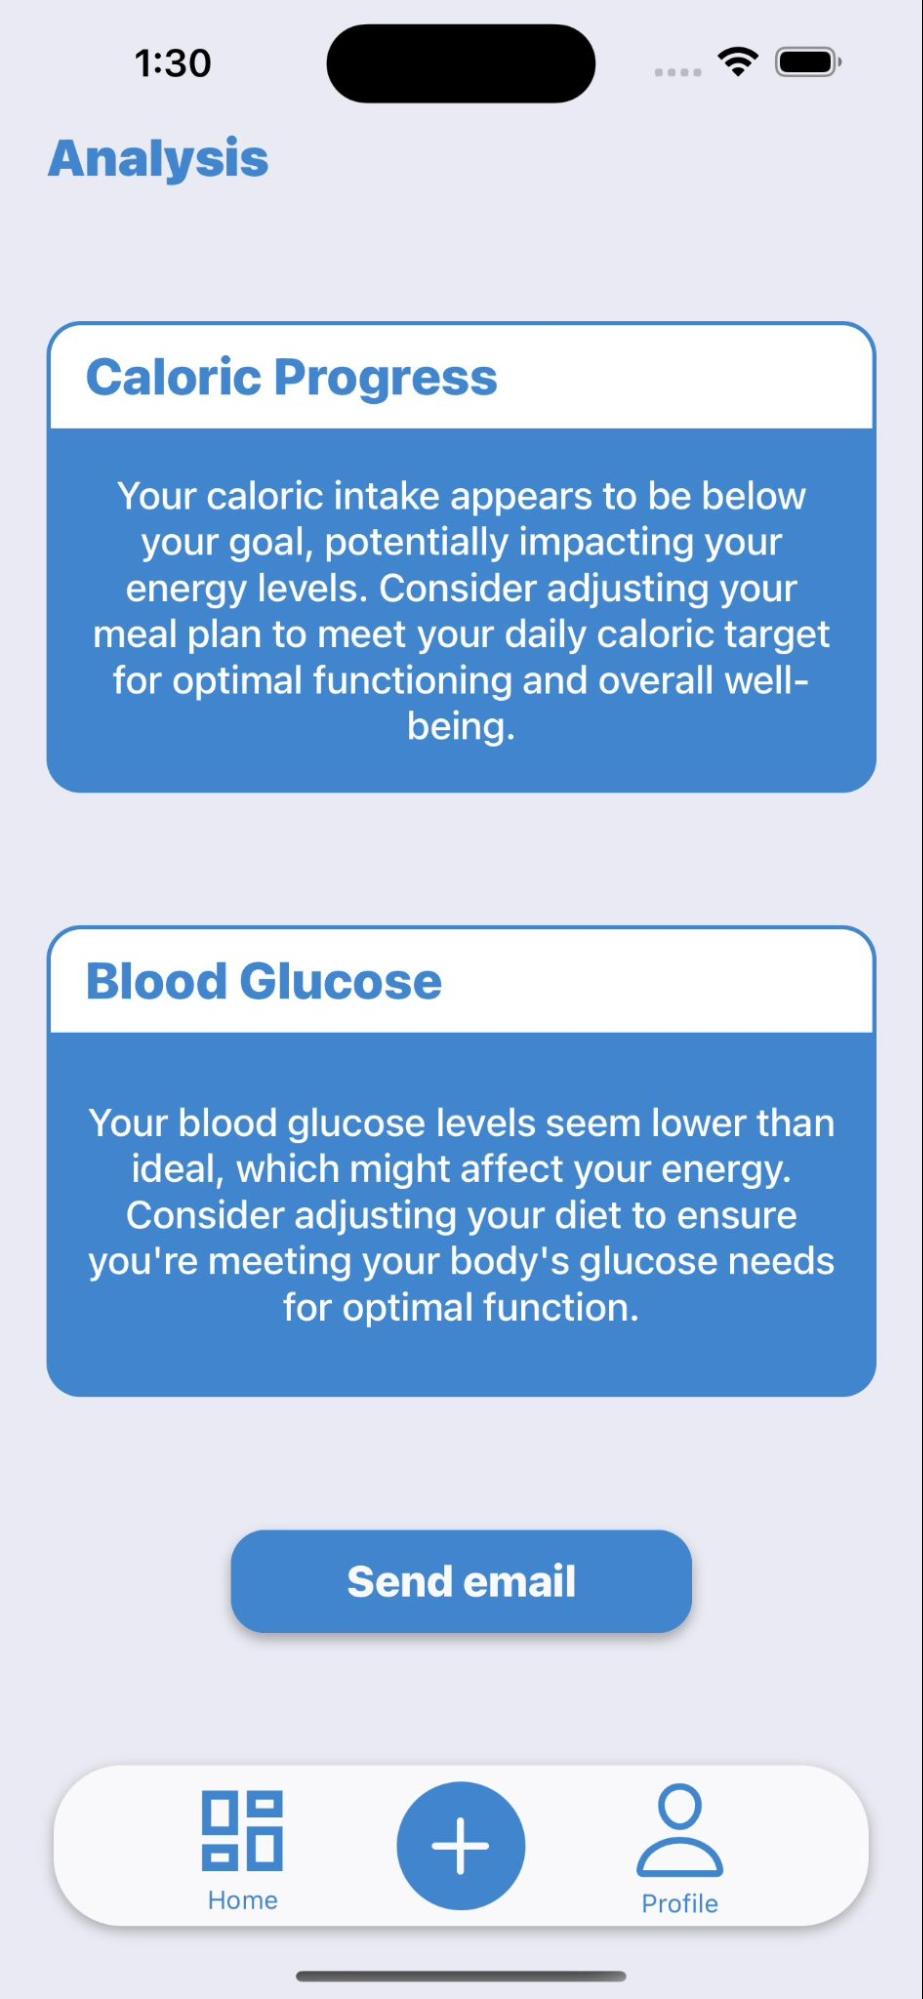 1:30
Analysis
Caloric Progress
Your caloric intake appears to be below
your goal, potentially impacting your
energy levels. Consider adjusting your
meal plan to meet your daily caloric target
for optimal functioning and overall well-
being.
Blood Glucose
Your blood glucose levels seem lower than
ideal, which might affect your energy.
Consider adjusting your diet to ensure
you're meeting your body's glucose needs
for optimal function.
Send email
Home
Profile